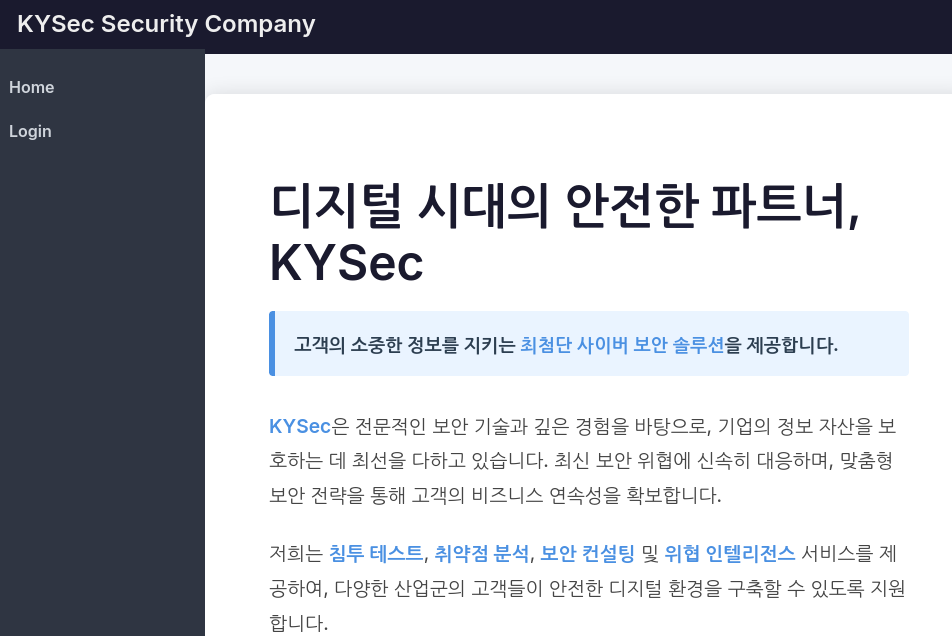 KYSec Security Company
Home
Login
디지털 시대의 안전한 파트너,
KYSec
고객의 소중한 정보를 지키는 최첨단 사이버 보안 솔루션을 제공합니다.
KYSec은 전문적인 보안 기술과 깊은 경험을 바탕으로, 기업의 정보 자산을 보
호하는 데 최선을 다하고 있습니다. 최신 보안 위협에 신속히 대응하며, 맞춤형
보안 전략을 통해 고객의 비즈니스 연속성을 확보합니다.
저희는 침투 테스트, 취약점 분석, 보안 컨설팅 및 위협 인텔리전스 서비스를 제
공하여, 다양한 산업군의 고객들이 안전한 디지털 환경을 구축할 수 있도록 지원
합니다.